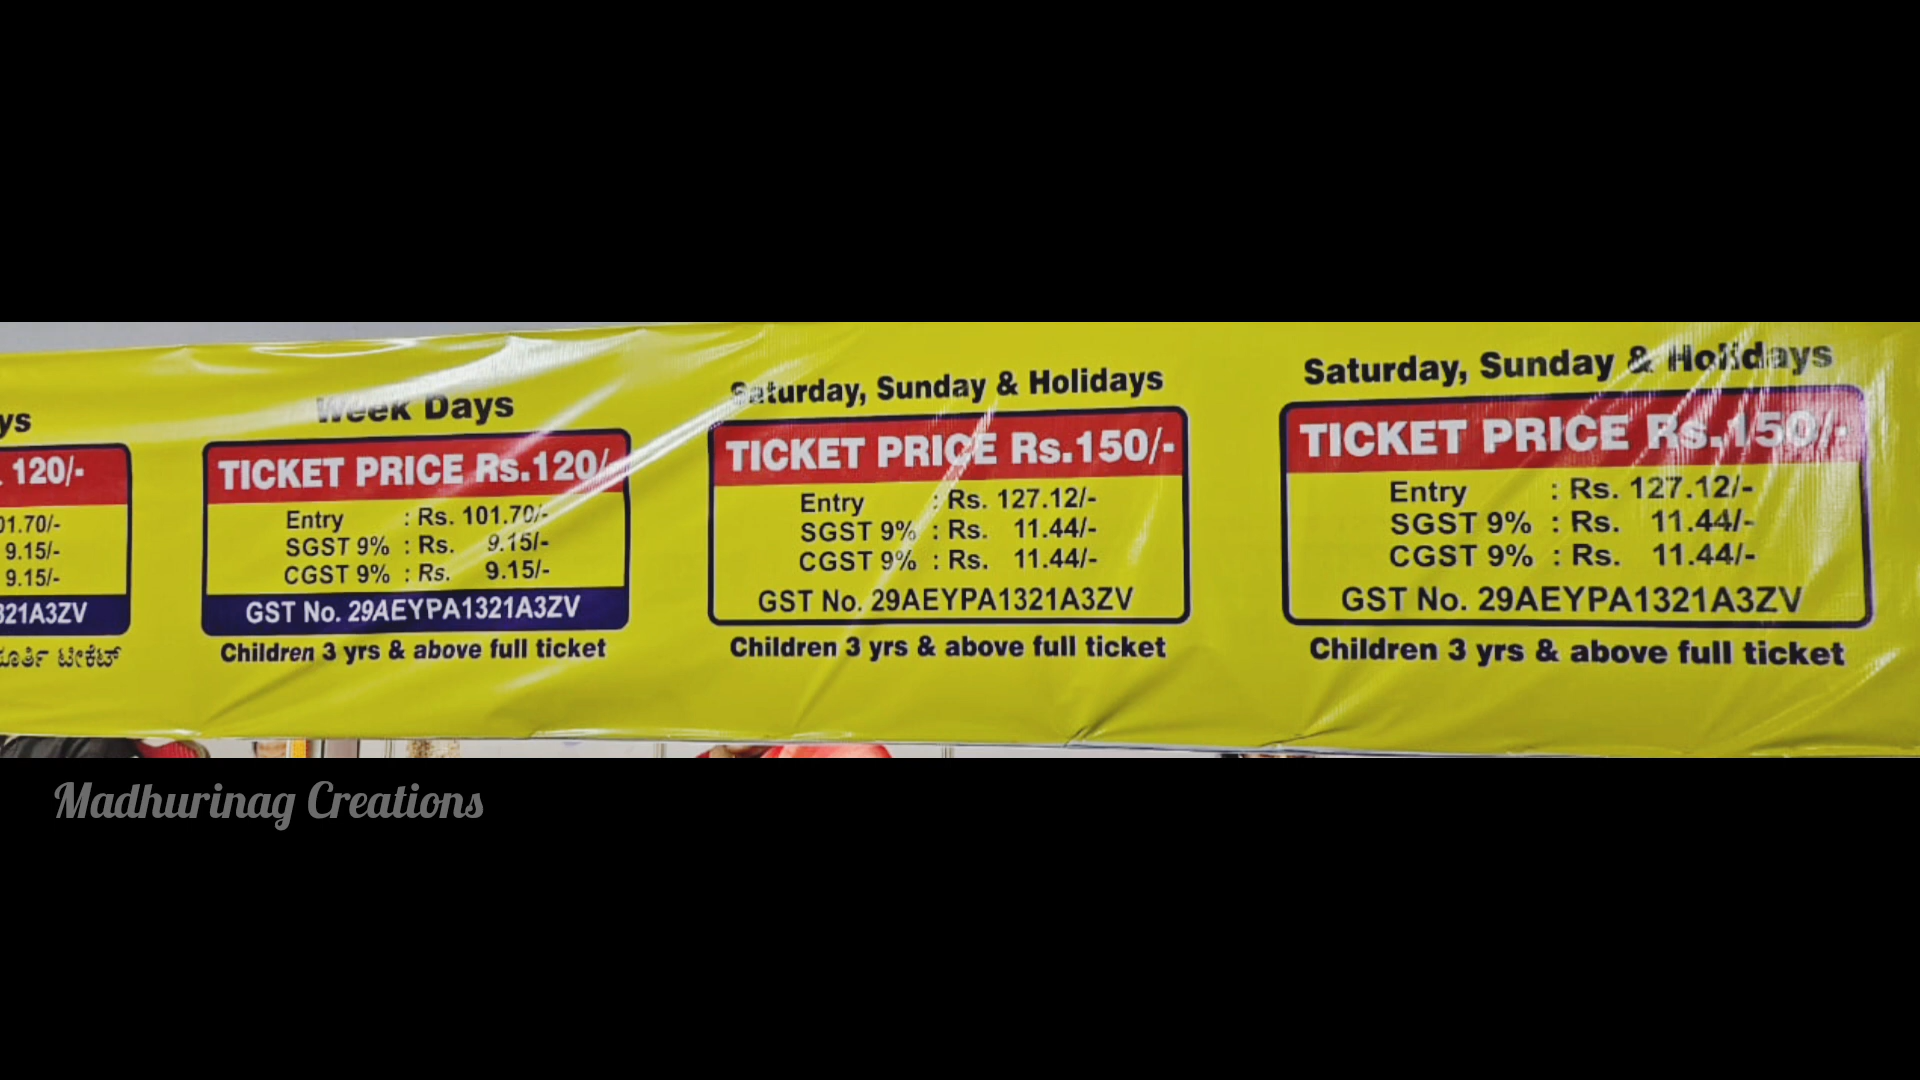 ys
120/-
01.70/-
9.15/-
9.15/-
321A3ZV
ಟೀಕೆಟ್
Week Days
TICKET PRICE Rs.120/
Entry : Rs. 101.70/-
SGST 9% : Rs. 9.15/-
CGST 9% : Rs. 9.15/-
GST No. 29AEYPA1321A3ZV
Children 3 yrs & above full ticket
Saturday, Sunday & Holidays
TICKET PRICE Rs.150/-
Entry : Rs. 127.12/-
SGST 9% : Rs. 11.44/-
CGST 9% : Rs. 11.44/-
GST No. 29AEYPA1321A3ZV
Children 3 yrs & above full ticket
Saturday, Sunday & Holidays
TICKET PRICE Rs.150/-
Entry : Rs. 127.12/-
SGST 9% : Rs. 11.44/-
CGST 9% : Rs. 11.44/-
GST No. 29AEYPA1321A3ZV
Children 3 yrs & above full ticket
Madhurinag Creations